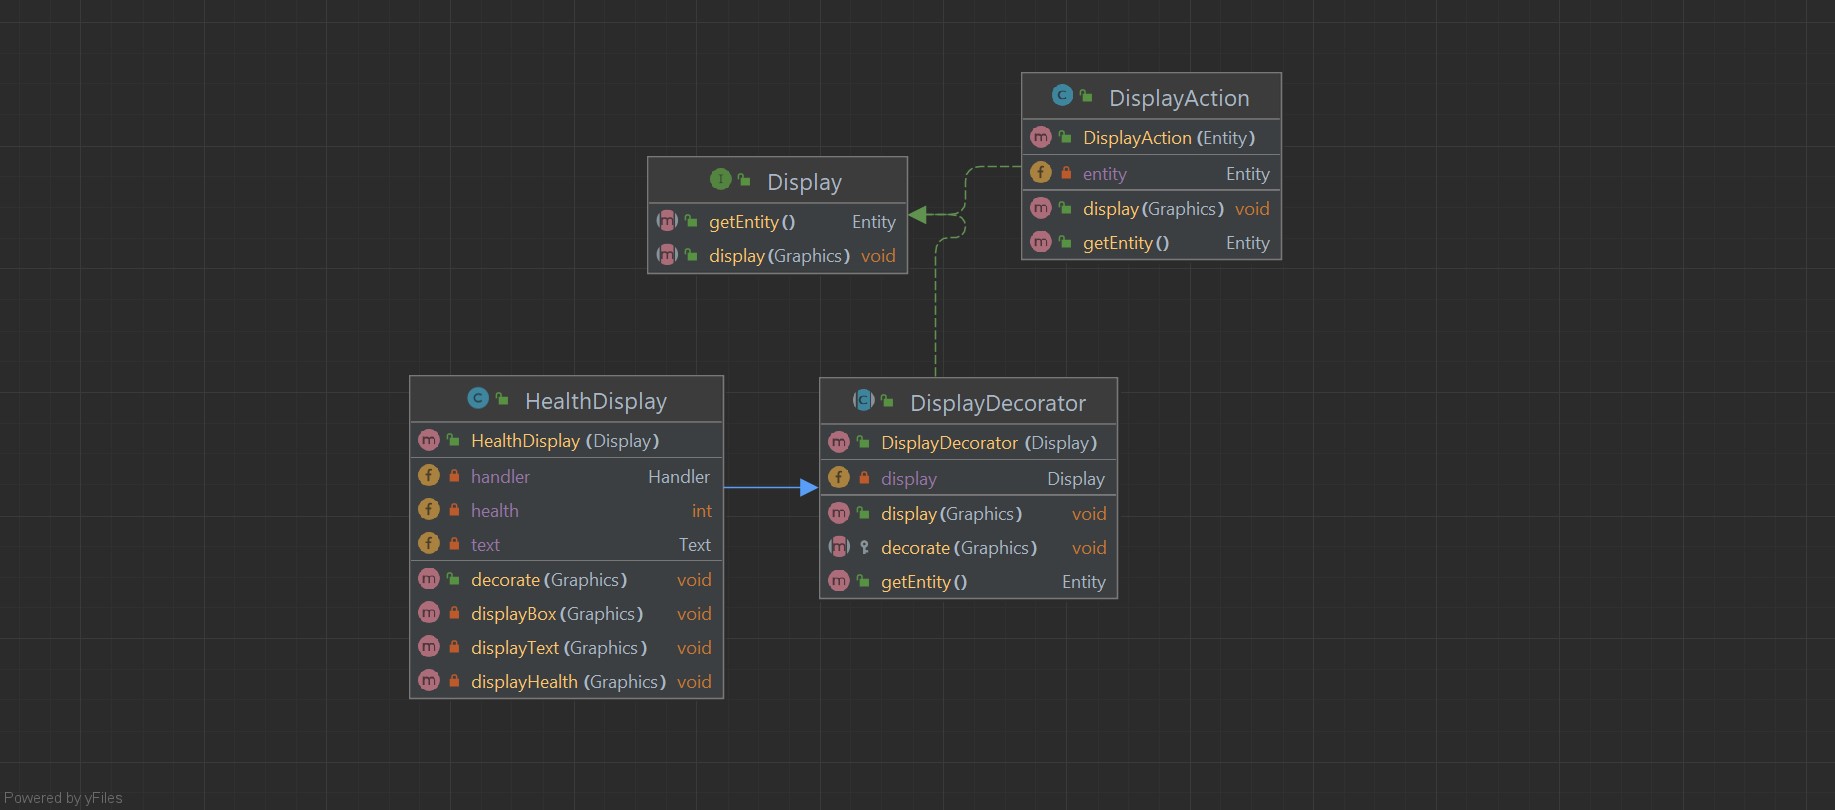 DisplayAction
DisplayAction (Entity)
entity Entity
display(Graphics) void
getEntity() Entity
Display
getEntity() Entity
display(Graphics) void
HealthDisplay
HealthDisplay (Display)
handler Handler
health int
text Text
decorate(Graphics) void
displayBox(Graphics) void
displayText(Graphics) void
displayHealth(Graphics) void
DisplayDecorator
DisplayDecorator (Display)
display Display
display(Graphics) void
decorate(Graphics) void
getEntity() Entity
Powered by yFiles